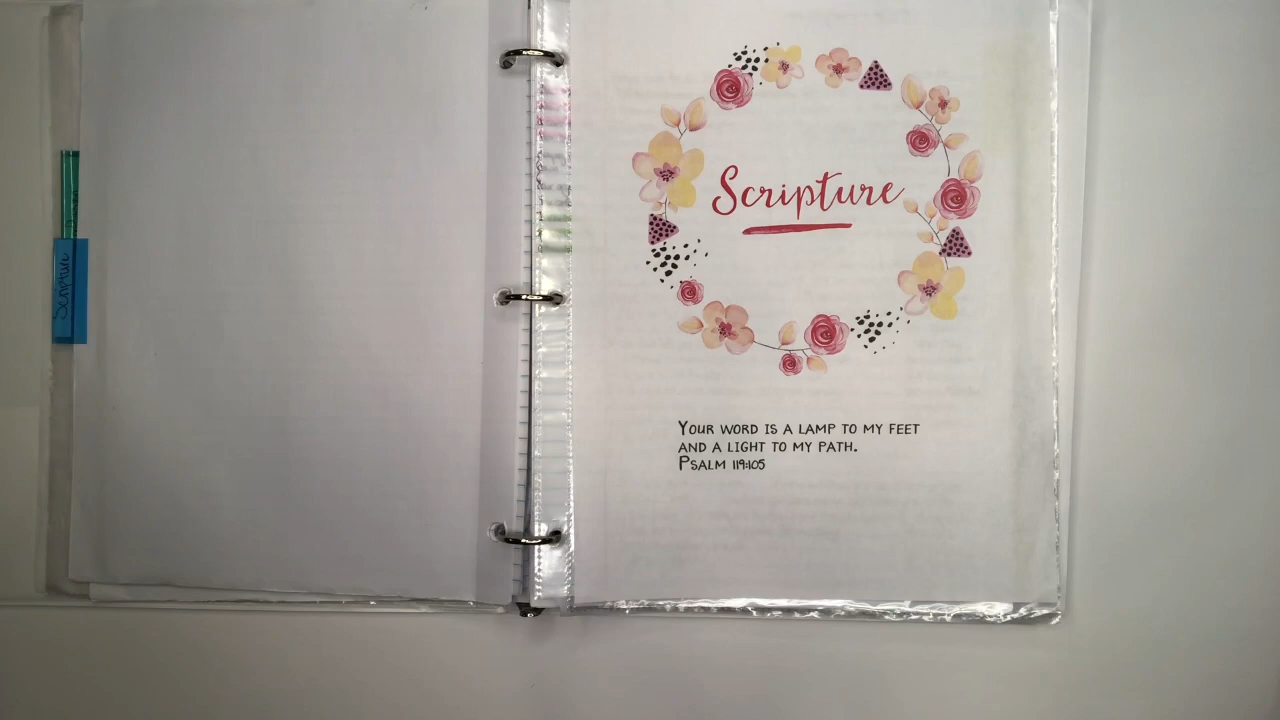 Scripture
Scripture
YOUR WORD IS A LAMP TO MY FEET
AND A LIGHT TO MY PATH.
PSALM 119:105